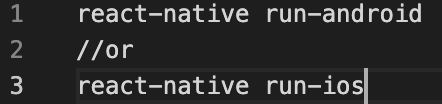 1 react-native run-android
2 //or
3 react-native run-ios